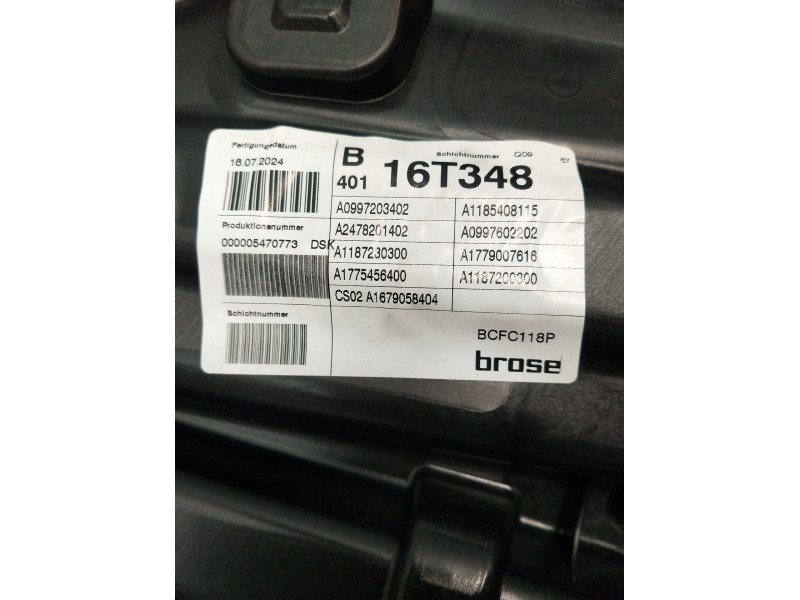 Fertigungsdatum
16.07.2024
B Schichtnummer Q09 67
401 16T348
A0997203402 A1185408115
Produktionsnummer
A2478201402 A0997602202
000005470773 DSK
A1187230300 A1779007616
A1775456400 A1187200300
CS02 A1679058404
Schichtnummer
BCFC118P
brose